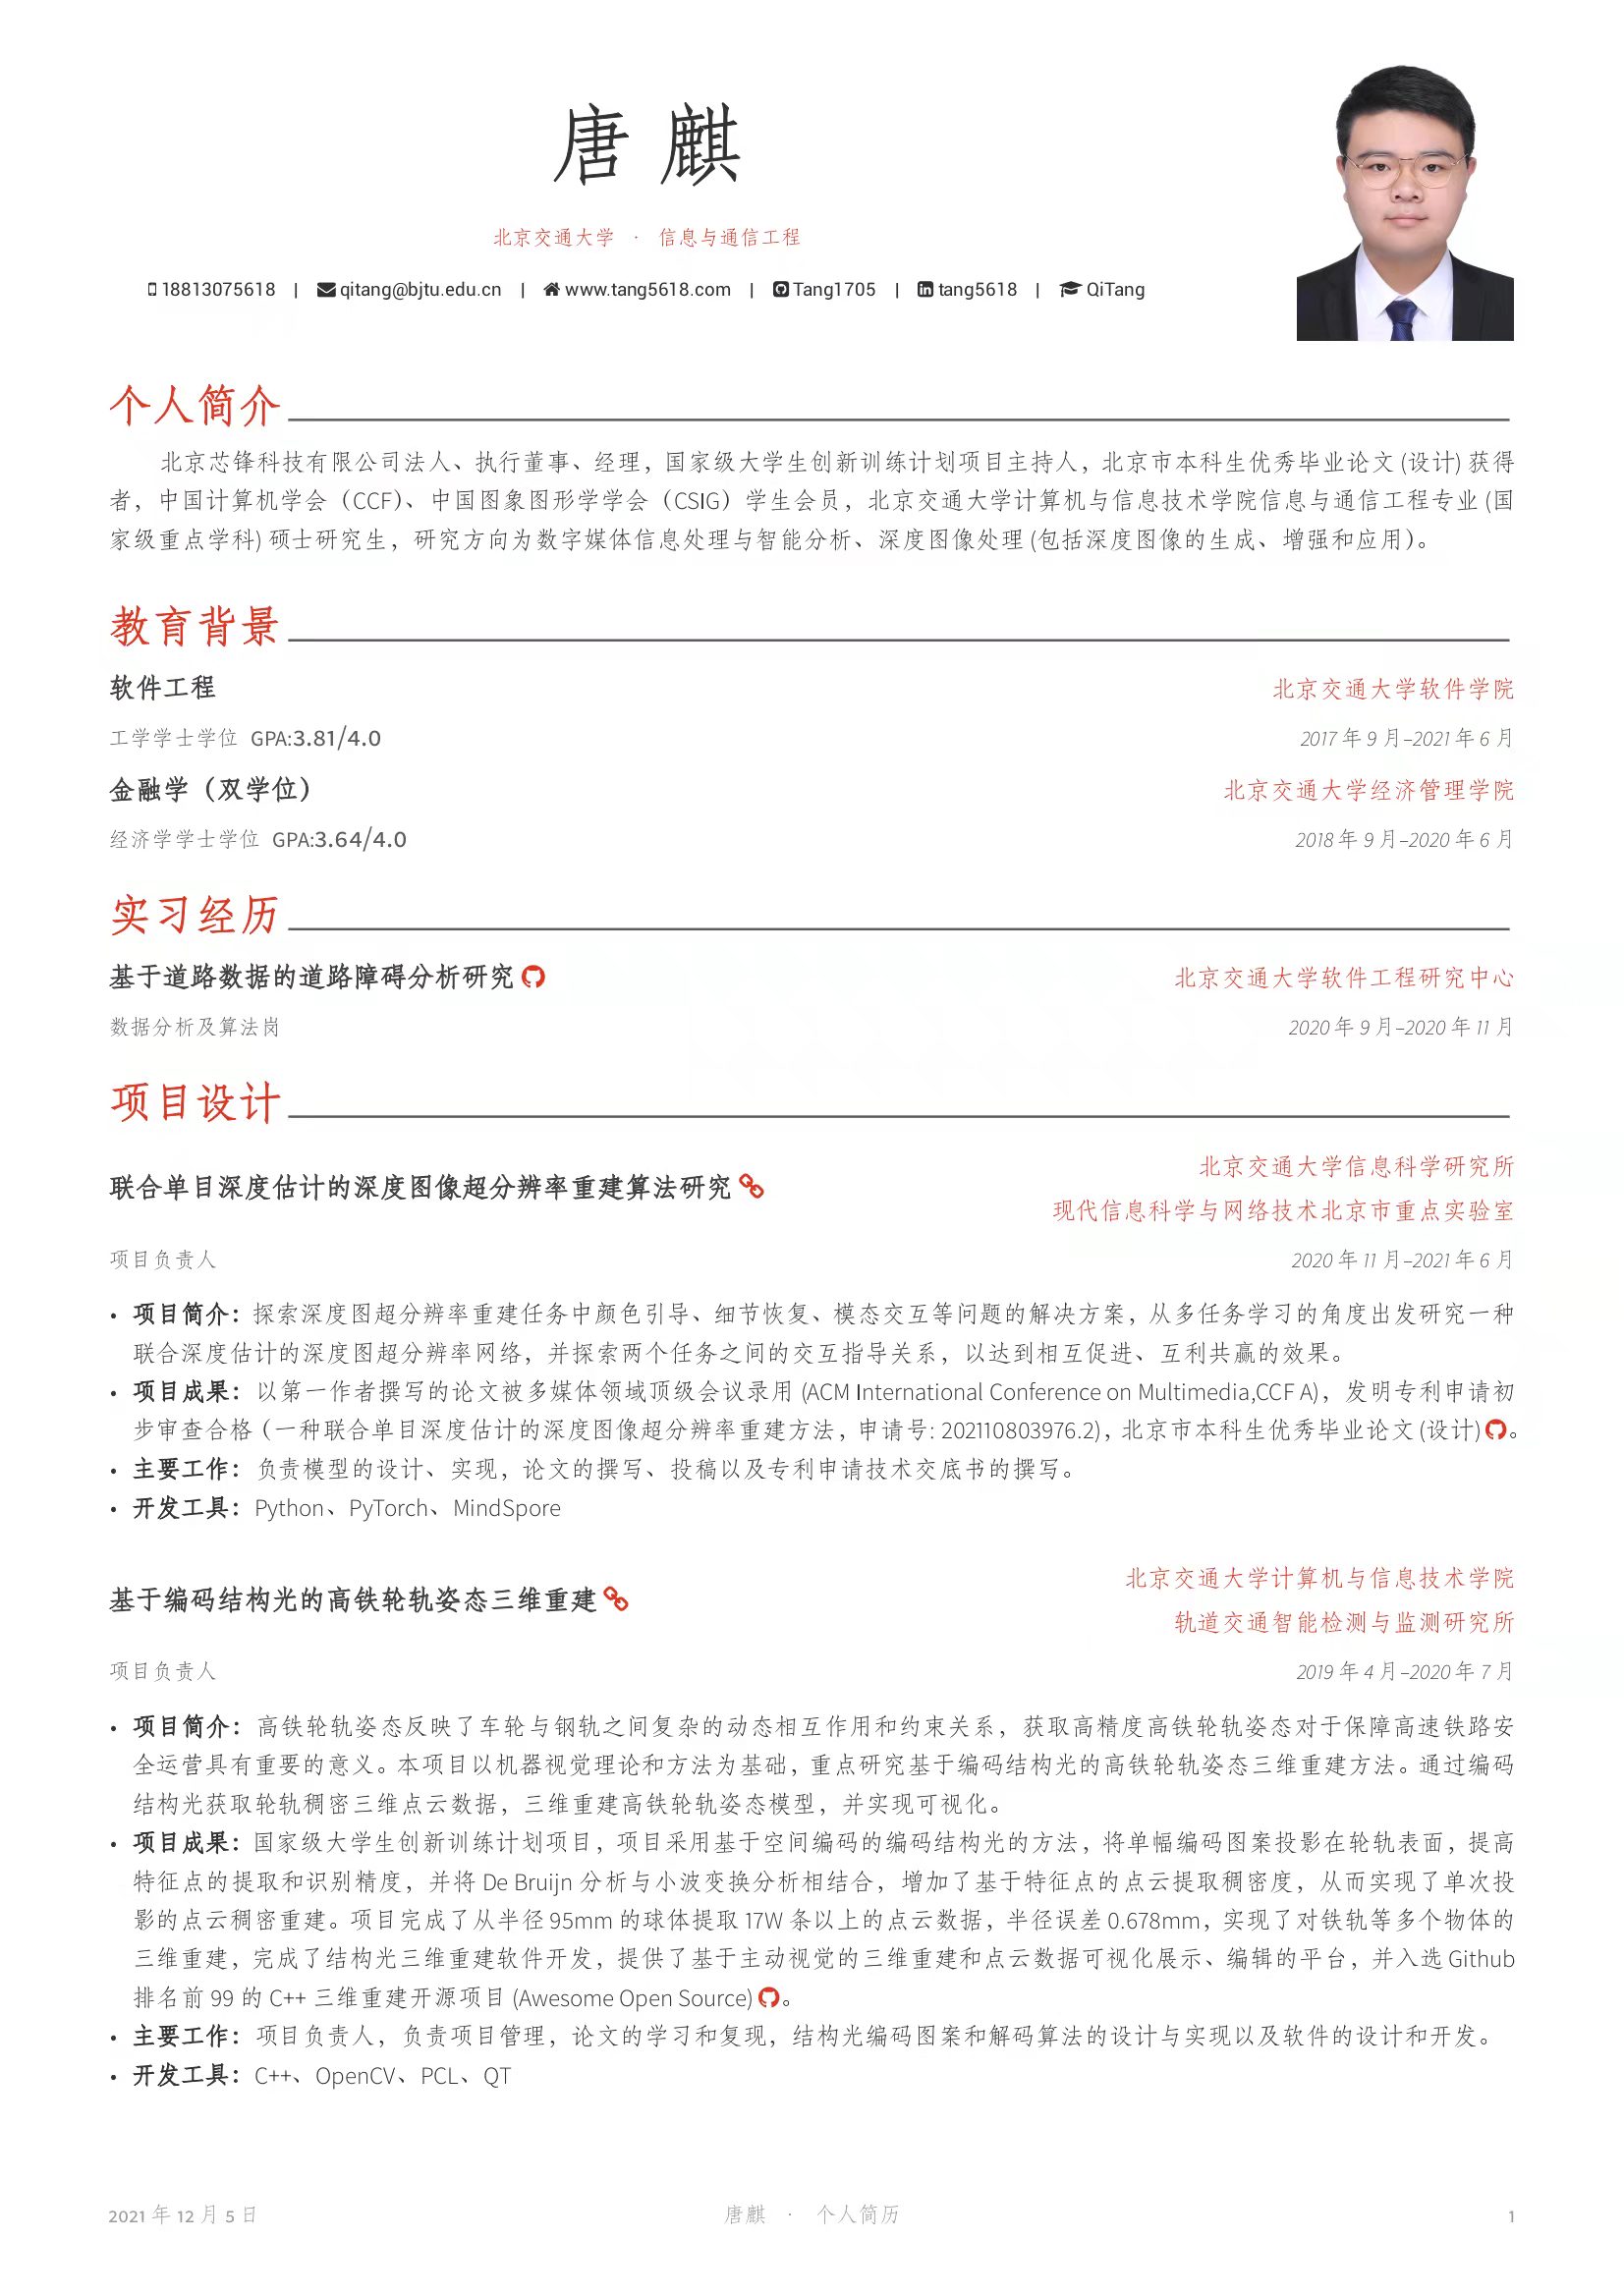 唐 麒
北京交通大学 · 信息与通信工程
18813075618 | qitang@bjtu.edu.cn | www.tang5618.com | Tang1705 | tang5618 | QiTang
个人简介
北京芯锋科技有限公司法人、执行董事、经理，国家级大学生创新训练计划项目主持人，北京市本科生优秀毕业论文 (设计) 获得
者，中国计算机学会（CCF）、中国图象图形学学会（CSIG）学生会员，北京交通大学计算机与信息技术学院信息与通信工程专业 (国
家级重点学科) 硕士研究生，研究方向为数字媒体信息处理与智能分析、深度图像处理 (包括深度图像的生成、增强和应用）。
教育背景
软件工程 北京交通大学软件学院
工学学士学位 GPA:3.81/4.0 2017 年 9 月–2021 年 6 月
金融学（双学位） 北京交通大学经济管理学院
经济学学士学位 GPA:3.64/4.0 2018 年 9 月–2020 年 6 月
实习经历
基于道路数据的道路障碍分析研究 北京交通大学软件工程研究中心
数据分析及算法岗 2020 年 9 月–2020 年 11 月
项目设计
北京交通大学信息科学研究所
联合单目深度估计的深度图像超分辨率重建算法研究
现代信息科学与网络技术北京市重点实验室
项目负责人 2020 年 11 月–2021 年 6 月
• 项目简介：探索深度图超分辨率重建任务中颜色引导、细节恢复、模态交互等问题的解决方案，从多任务学习的角度出发研究一种
联合深度估计的深度图超分辨率网络，并探索两个任务之间的交互指导关系，以达到相互促进、互利共赢的效果。
• 项目成果：以第一作者撰写的论文被多媒体领域顶级会议录用 (ACM International Conference on Multimedia,CCF A)，发明专利申请初
步审查合格（一种联合单目深度估计的深度图像超分辨率重建方法，申请号: 202110803976.2)，北京市本科生优秀毕业论文 (设计)。
• 主要工作：负责模型的设计、实现，论文的撰写、投稿以及专利申请技术交底书的撰写。
• 开发工具：Python、PyTorch、MindSpore
北京交通大学计算机与信息技术学院
基于编码结构光的高铁轮轨姿态三维重建
轨道交通智能检测与监测研究所
项目负责人 2019 年 4 月–2020 年 7 月
• 项目简介：高铁轮轨姿态反映了车轮与钢轨之间复杂的动态相互作用和约束关系，获取高精度高铁轮轨姿态对于保障高速铁路安
全运营具有重要的意义。本项目以机器视觉理论和方法为基础，重点研究基于编码结构光的高铁轮轨姿态三维重建方法。通过编码
结构光获取轮轨稠密三维点云数据，三维重建高铁轮轨姿态模型，并实现可视化。
• 项目成果：国家级大学生创新训练计划项目，项目采用基于空间编码的编码结构光的方法，将单幅编码图案投影在轮轨表面，提高
特征点的提取和识别精度，并将 De Bruijn 分析与小波变换分析相结合，增加了基于特征点的点云提取稠密度，从而实现了单次投
影的点云稠密重建。项目完成了从半径 95mm 的球体提取 17W 条以上的点云数据，半径误差 0.678mm，实现了对铁轨等多个物体的
三维重建，完成了结构光三维重建软件开发，提供了基于主动视觉的三维重建和点云数据可视化展示、编辑的平台，并入选 Github
排名前 99 的 C++ 三维重建开源项目 (Awesome Open Source)。
• 主要工作：项目负责人，负责项目管理，论文的学习和复现，结构光编码图案和解码算法的设计与实现以及软件的设计和开发。
• 开发工具：C++、OpenCV、PCL、QT
2021 年 12 月 5 日 唐麒 · 个人简历 1